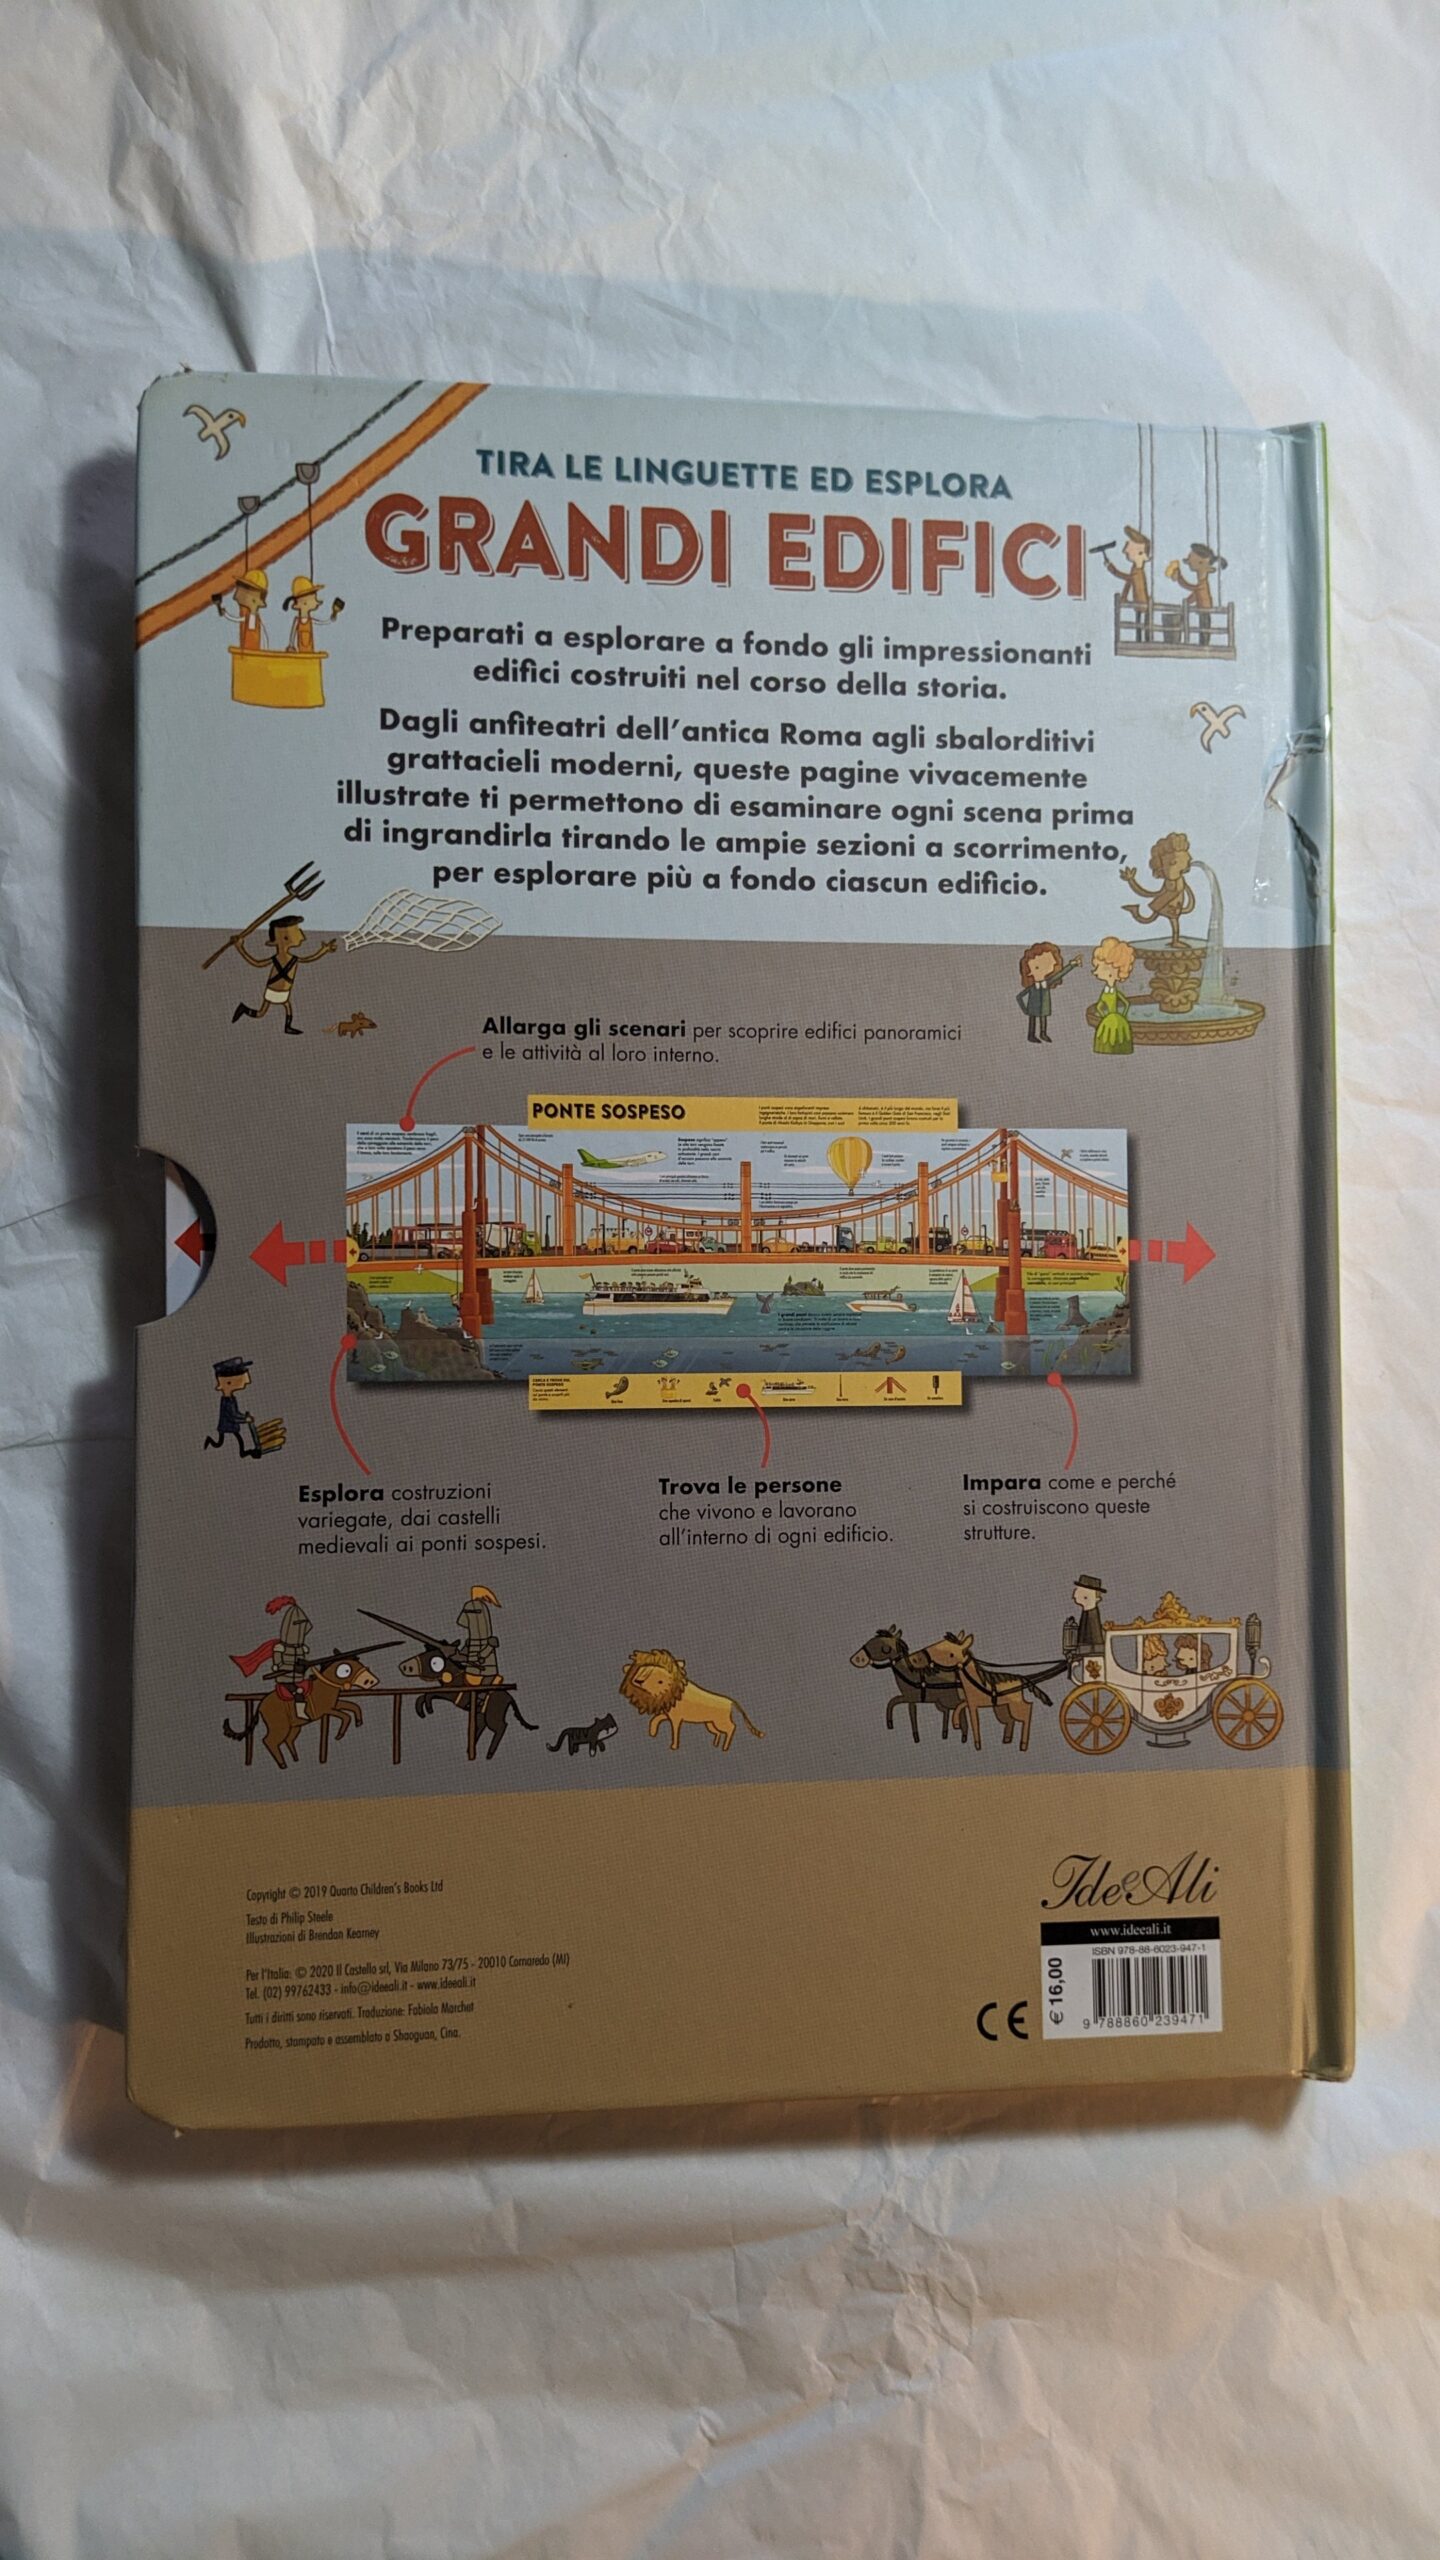 TIRA LE LINGUETTE ED ESPLORA
GRANDI EDIFICI
Preparati a esplorare a fondo gli impressionanti
edifici costruiti nel corso della storia.
Dagli anfiteatri dell'antica Roma agli sbalorditivi
grattacieli moderni, queste pagine vivacemente
illustrate ti permettono di esaminare ogni scena prima
di ingrandirla tirando le ampie sezioni a scorrimento,
per esplorare più a fondo ciascun edificio.
Allarga gli scenari per scoprire edifici panoramici
e le attività al loro interno.
PONTE SOSPESO
Esplora costruzioni
variegate, dai castelli
medievali ai ponti sospesi.
Trova le persone
che vivono e lavorano
all'interno di ogni edificio.
Impara come e perché
si costruiscono queste
strutture.
Copyright © 2019 Quarto Children's Books Ltd
Testo di Philip Steele
Illustrazioni di Brendan Kearney
Per l'Italia: © 2020 Il Castello srl, Via Milano 73/75 - 20010 Cornaredo (MI)
Tel. (02) 99762433 - info@ideeali.it - www.ideeali.it
Tutti i diritti sono riservati. Traduzione: Fabiola Marchet
Prodotto, stampato e assemblato a Shaoguan, Cina.
CE
IdeeAli
www.ideeali.it
ISBN 978-88-6023-947-1
€ 16,00
9 788860 239471